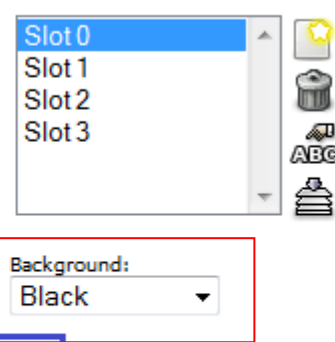 Slot 0
Slot 1
Slot 2
Slot 3
ABC
Background:
Black